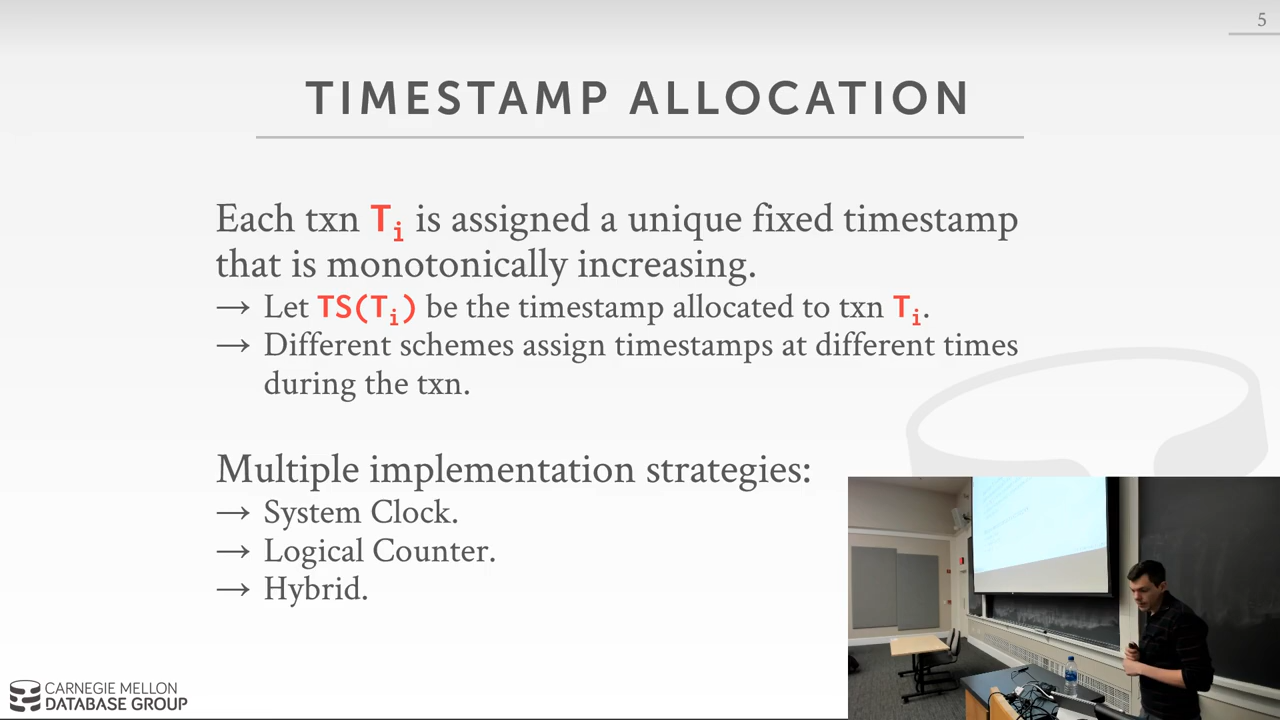 5
TIMESTAMP ALLOCATION
Each txn Tᵢ is assigned a unique fixed timestamp
that is monotonically increasing.
→ Let TS(Tᵢ) be the timestamp allocated to txn Tᵢ.
→ Different schemes assign timestamps at different times
during the txn.
Multiple implementation strategies:
→ System Clock.
→ Logical Counter.
→ Hybrid.
CARNEGIE MELLON
DATABASE GROUP